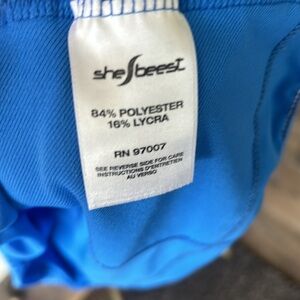 sheBeest
84% POLYESTER
16% LYCRA
RN 97007
SEE REVERSE SIDE FOR CARE
INSTRUCTIONS D'ENTRETIEN
AU VERSO